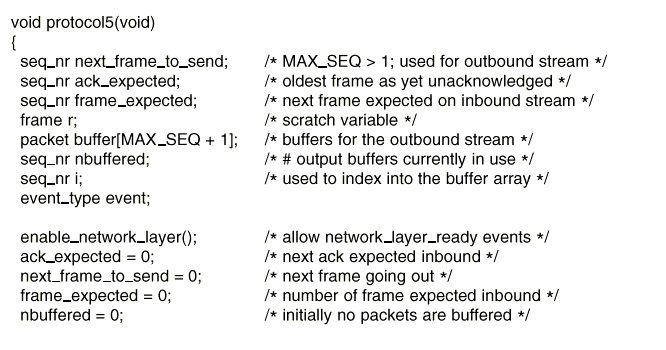 void protocol5(void)
{
seq_nr next_frame_to_send; /* MAX_SEQ > 1; used for outbound stream */
seq_nr ack_expected; /* oldest frame as yet unacknowledged */
seq_nr frame_expected; /* next frame expected on inbound stream */
frame r; /* scratch variable */
packet buffer[MAX_SEQ + 1]; /* buffers for the outbound stream */
seq_nr nbuffered; /* # output buffers currently in use */
seq_nr i; /* used to index into the buffer array */
event_type event;
enable_network_layer(); /* allow network_layer_ready events */
ack_expected = 0; /* next ack expected inbound */
next_frame_to_send = 0; /* next frame going out */
frame_expected = 0; /* number of frame expected inbound */
nbuffered = 0; /* initially no packets are buffered */